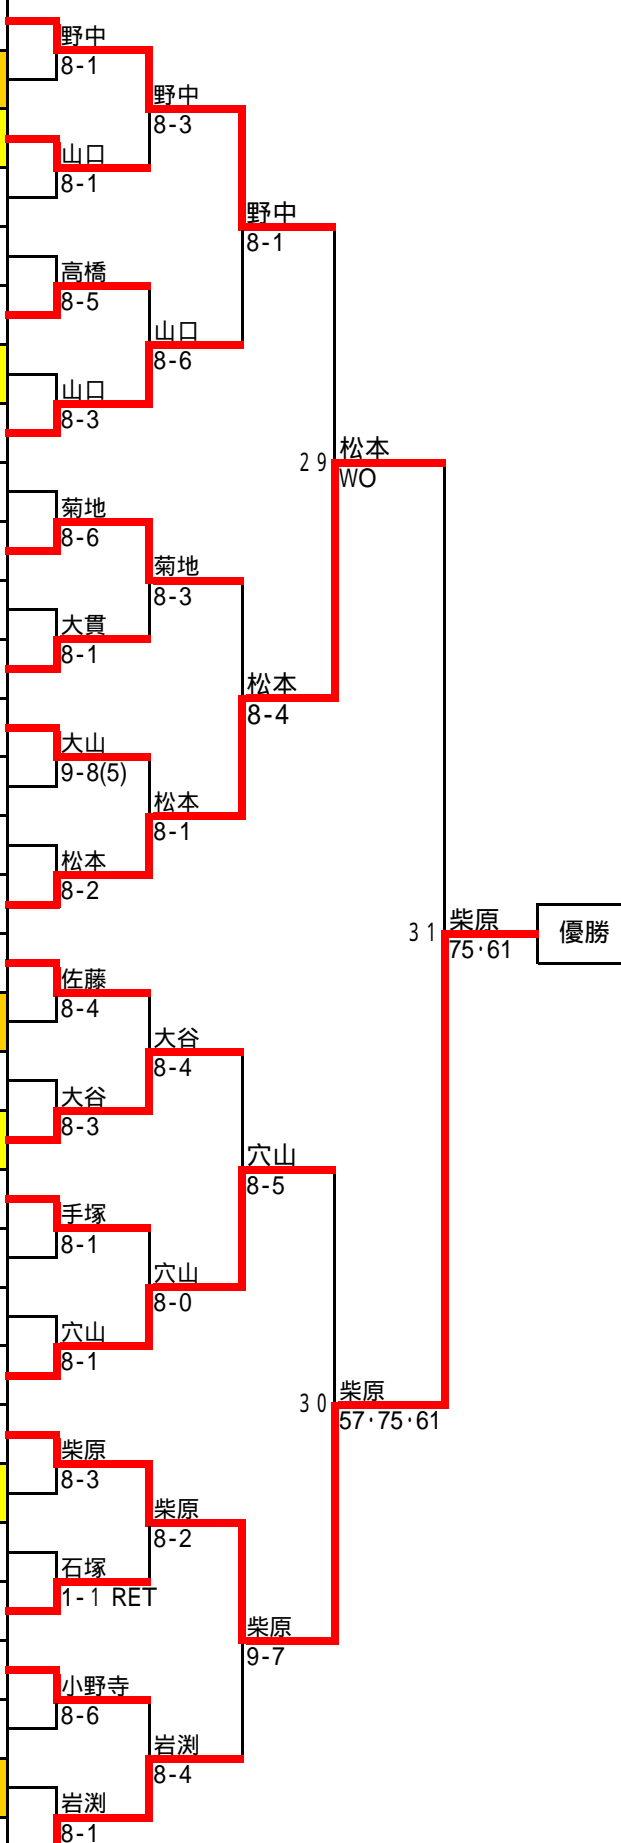 野中
8-1
野中
8-3
山口
8-1
野中
8-1
高橋
8-5
山口
8-6
山口
8-3
29
松本
WO
菊地
8-6
菊地
8-3
大貫
8-1
松本
8-4
大山
9-8(5)
松本
8-1
松本
8-2
31
柴原
75・61
優勝
佐藤
8-4
大谷
8-4
大谷
8-3
穴山
8-5
手塚
8-1
穴山
8-0
穴山
8-1
30
柴原
57・75・61
柴原
8-3
柴原
8-2
石塚
1-1 RET
柴原
9-7
小野寺
8-6
岩渕
8-4
岩渕
8-1